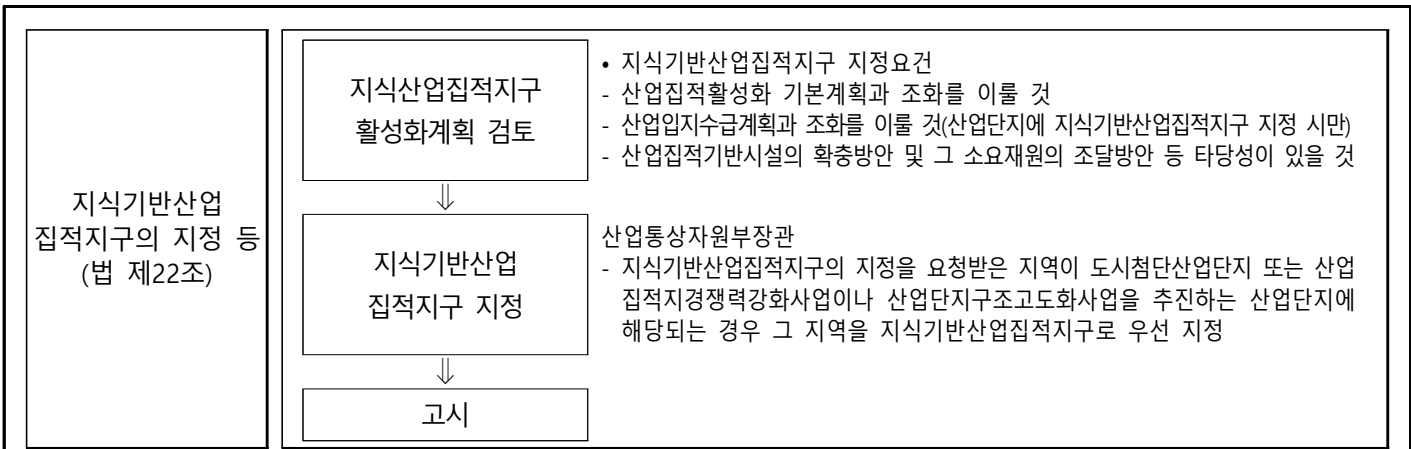 지식기반산업
집적지구의 지정 등
(법 제22조)
지식산업집적지구
활성화계획 검토
• 지식기반산업집적지구 지정요건
- 산업집적활성화 기본계획과 조화를 이룰 것
- 산업입지수급계획과 조화를 이룰 것(산업단지에 지식기반산업집적지구 지정 시만)
- 산업집적기반시설의 확충방안 및 그 소요재원의 조달방안 등 타당성이 있을 것
⇓
지식기반산업
집적지구 지정
산업통상자원부장관
- 지식기반산업집적지구의 지정을 요청받은 지역이 도시첨단산업단지 또는 산업
집적지경쟁력강화사업이나 산업단지구조고도화사업을 추진하는 산업단지에
해당되는 경우 그 지역을 지식기반산업집적지구로 우선 지정
⇓
고시